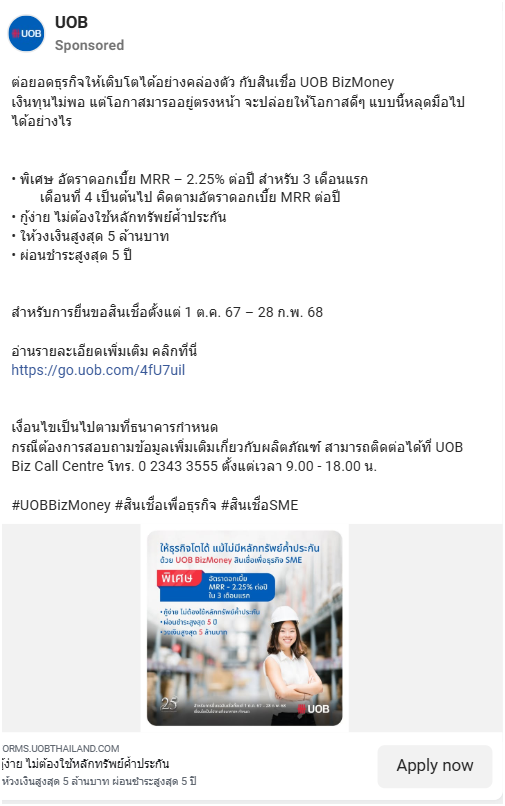 UOB
UOB
Sponsored
ต่อยอดธุรกิจให้เติบโตได้อย่างคล่องตัว กับสินเชื่อ UOB BizMoney
เงินทุนไม่พอ แต่โอกาสมารออยู่ตรงหน้า จะปล่อยให้โอกาสดีๆ แบบนี้หลุดมือไป
ได้อย่างไร
• พิเศษ อัตราดอกเบี้ย MRR – 2.25% ต่อปี สำหรับ 3 เดือนแรก
เดือนที่ 4 เป็นต้นไป คิดตามอัตราดอกเบี้ย MRR ต่อปี
• กู้ง่าย ไม่ต้องใช้หลักทรัพย์ค้ำประกัน
• ให้วงเงินสูงสุด 5 ล้านบาท
• ผ่อนชำระสูงสุด 5 ปี
สำหรับการยื่นขอสินเชื่อตั้งแต่ 1 ต.ค. 67 – 28 ก.พ. 68
อ่านรายละเอียดเพิ่มเติม คลิกที่นี่
https://go.uob.com/4fU7uil
เงื่อนไขเป็นไปตามที่ธนาคารกำหนด
กรณีต้องการสอบถามข้อมูลเพิ่มเติมเกี่ยวกับผลิตภัณฑ์ สามารถติดต่อได้ที่ UOB
Biz Call Centre โทร. 0 2343 3555 ตั้งแต่เวลา 9.00 - 18.00 น.
#UOBBizMoney #สินเชื่อเพื่อธุรกิจ #สินเชื่อSME
ให้ธุรกิจโตได้ แม้ไม่มีหลักทรัพย์ค้ำประกัน
ด้วย UOB BizMoney สินเชื่อเพื่อธุรกิจ SME
พิเศษ
อัตราดอกเบี้ย
MRR - 2.25% ต่อปี
ใน 3 เดือนแรก
•กู้ง่าย ไม่ต้องใช้หลักทรัพย์ค้ำประกัน
•ผ่อนชำระสูงสุด 5 ปี
•วงเงินสูงสุด 5 ล้านบาท
25
UOB
ORMS.UOBTHAILAND.COM
กู้ง่าย ไม่ต้องใช้หลักทรัพย์ค้ำประกัน
ห้วงเงินสูงสุด 5 ล้านบาท ผ่อนชำระสูงสุด 5 ปี
Apply now